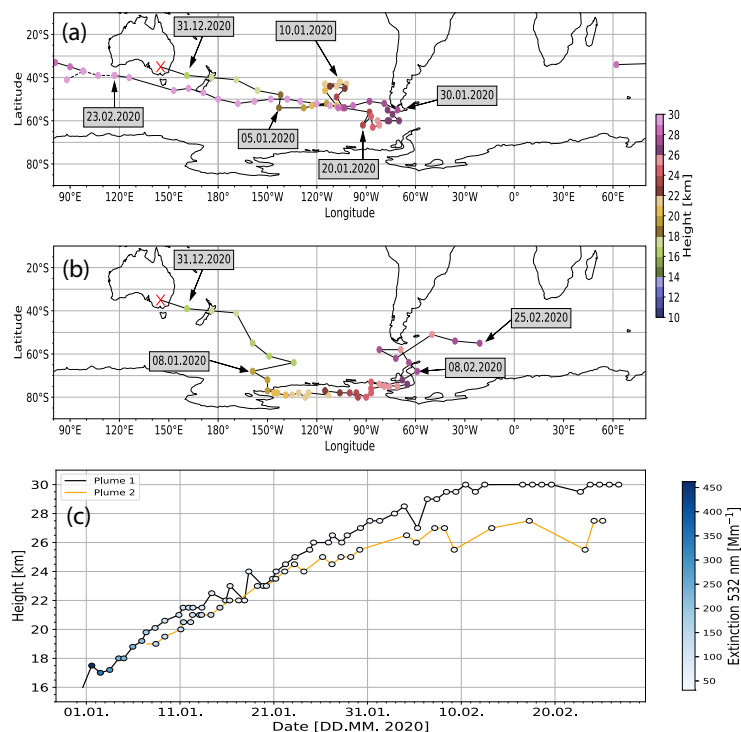 (a)
31.12.2020
10.01.2020
20°S
40°S
60°S
80°S
Latitude
23.02.2020
05.01.2020
20.01.2020
30.01.2020
90°E 120°E 150°E 180° 150°W 120°W 90°W 60°W 30°W 0° 30°E 60°E
Longitude
30
28
26
24
22
20
18
16
14
12
10
Height [km]
(b)
31.12.2020
20°S
40°S
60°S
80°S
Latitude
08.01.2020
25.02.2020
08.02.2020
90°E 120°E 150°E 180° 150°W 120°W 90°W 60°W 30°W 0° 30°E 60°E
Longitude
Plume 1
Plume 2
(c)
30
28
26
24
22
20
18
16
Height [km]
01.01. 11.01. 21.01. 31.01. 10.02. 20.02.
Date [DD.MM. 2020]
450
400
350
300
250
200
150
100
50
Extinction 532 nm [Mm⁻¹]